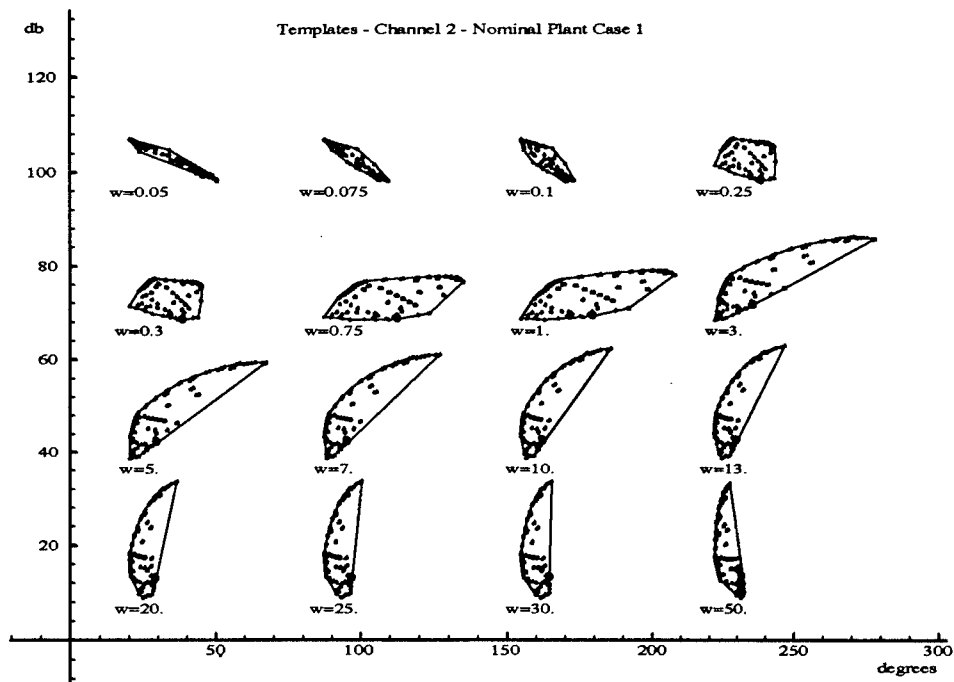 db
Templates - Channel 2 - Nominal Plant Case 1
120
100
w=0.05 w=0.075 w=0.1 w=0.25
80
w=0.3 w=0.75 w=1. w=3.
60
40
w=5. w=7. w=10. w=13.
20
w=20. w=25. w=30. w=50.
50 100 150 200 250 300
degrees